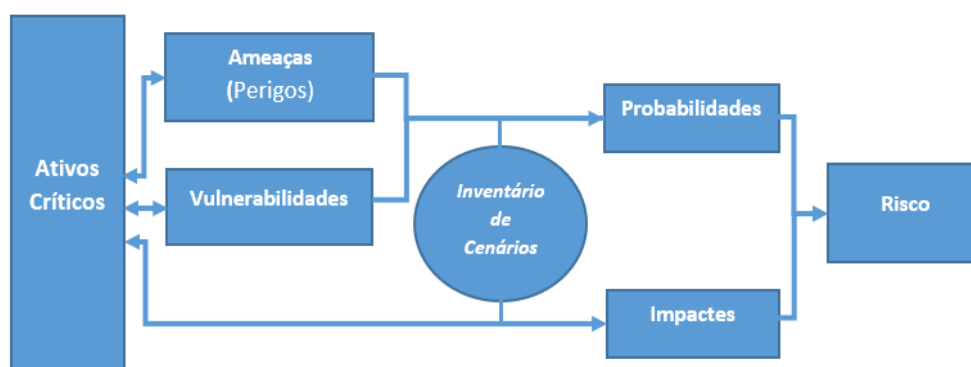 Ativos
Críticos
Ameaças
(Perigos)
Vulnerabilidades
Inventário
de
Cenários
Probabilidades
Impactes
Risco